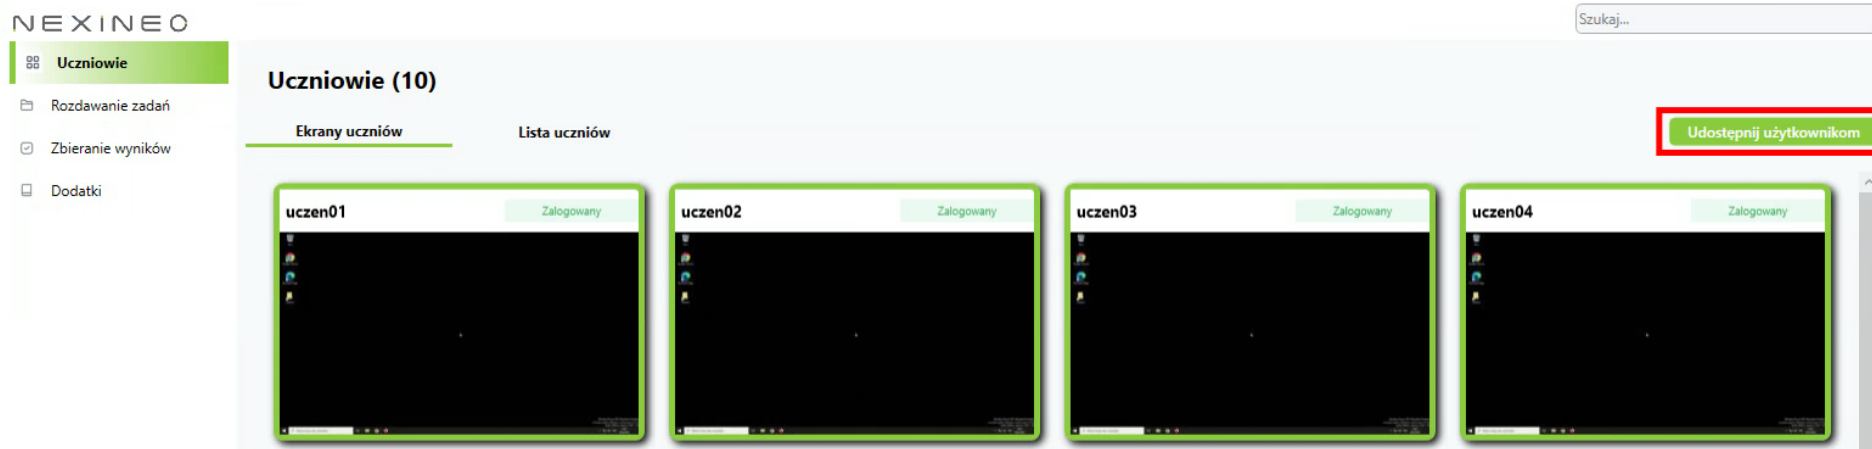 NEXINEO
Szukaj...
Uczniowie
Rozdawanie zadań
Zbieranie wyników
Dodatki
Uczniowie (10)
Ekrany uczniów
Lista uczniów
Udostępnij użytkownikom
uczen01
Zalogowany
uczen02
Zalogowany
uczen03
Zalogowany
uczen04
Zalogowany